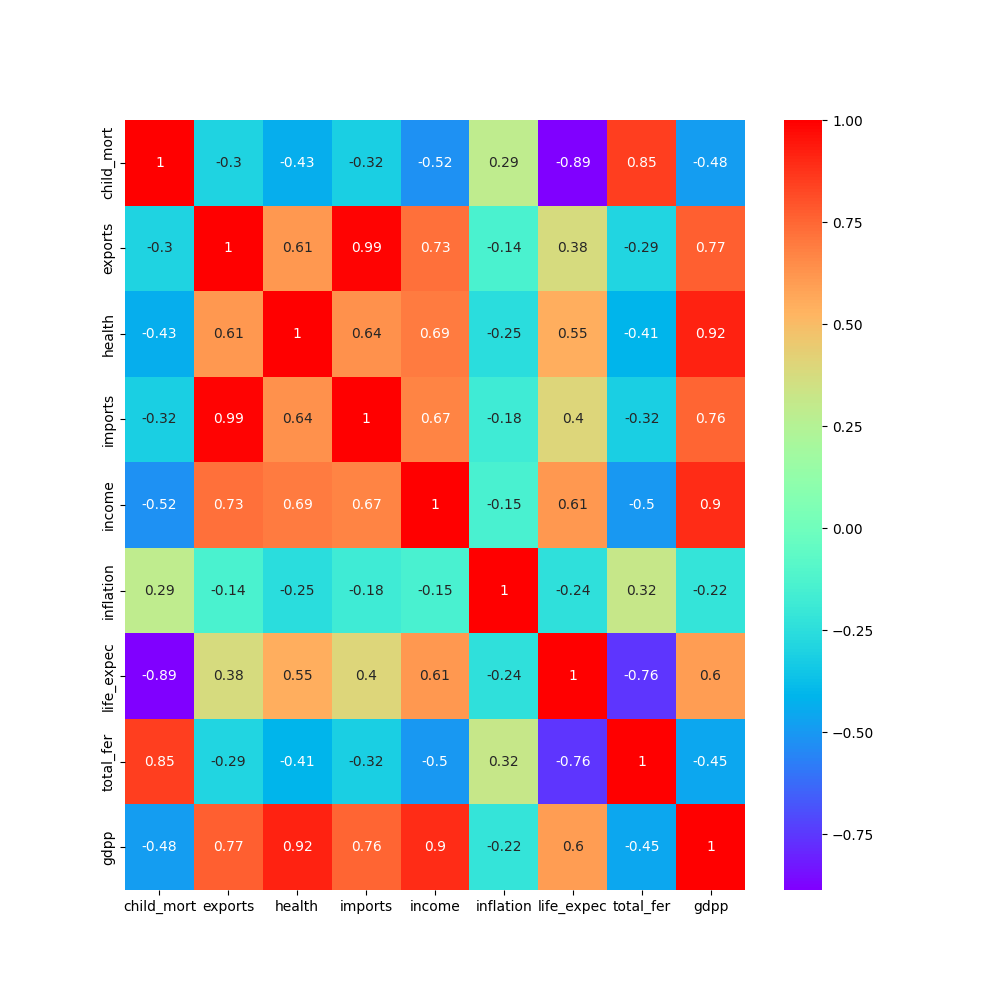 child_mort 1 -0.3 -0.43 -0.32 -0.52 0.29 -0.89 0.85 -0.48
exports -0.3 1 0.61 0.99 0.73 -0.14 0.38 -0.29 0.77
health -0.43 0.61 1 0.64 0.69 -0.25 0.55 -0.41 0.92
imports -0.32 0.99 0.64 1 0.67 -0.18 0.4 -0.32 0.76
income -0.52 0.73 0.69 0.67 1 -0.15 0.61 -0.5 0.9
inflation 0.29 -0.14 -0.25 -0.18 -0.15 1 -0.24 0.32 -0.22
life_expec -0.89 0.38 0.55 0.4 0.61 -0.24 1 -0.76 0.6
total_fer 0.85 -0.29 -0.41 -0.32 -0.5 0.32 -0.76 1 -0.45
gdpp -0.48 0.77 0.92 0.76 0.9 -0.22 0.6 -0.45 1
child_mort exports health imports income inflation life_expec total_fer gdpp
1.00
0.75
0.50
0.25
0.00
−0.25
−0.50
−0.75